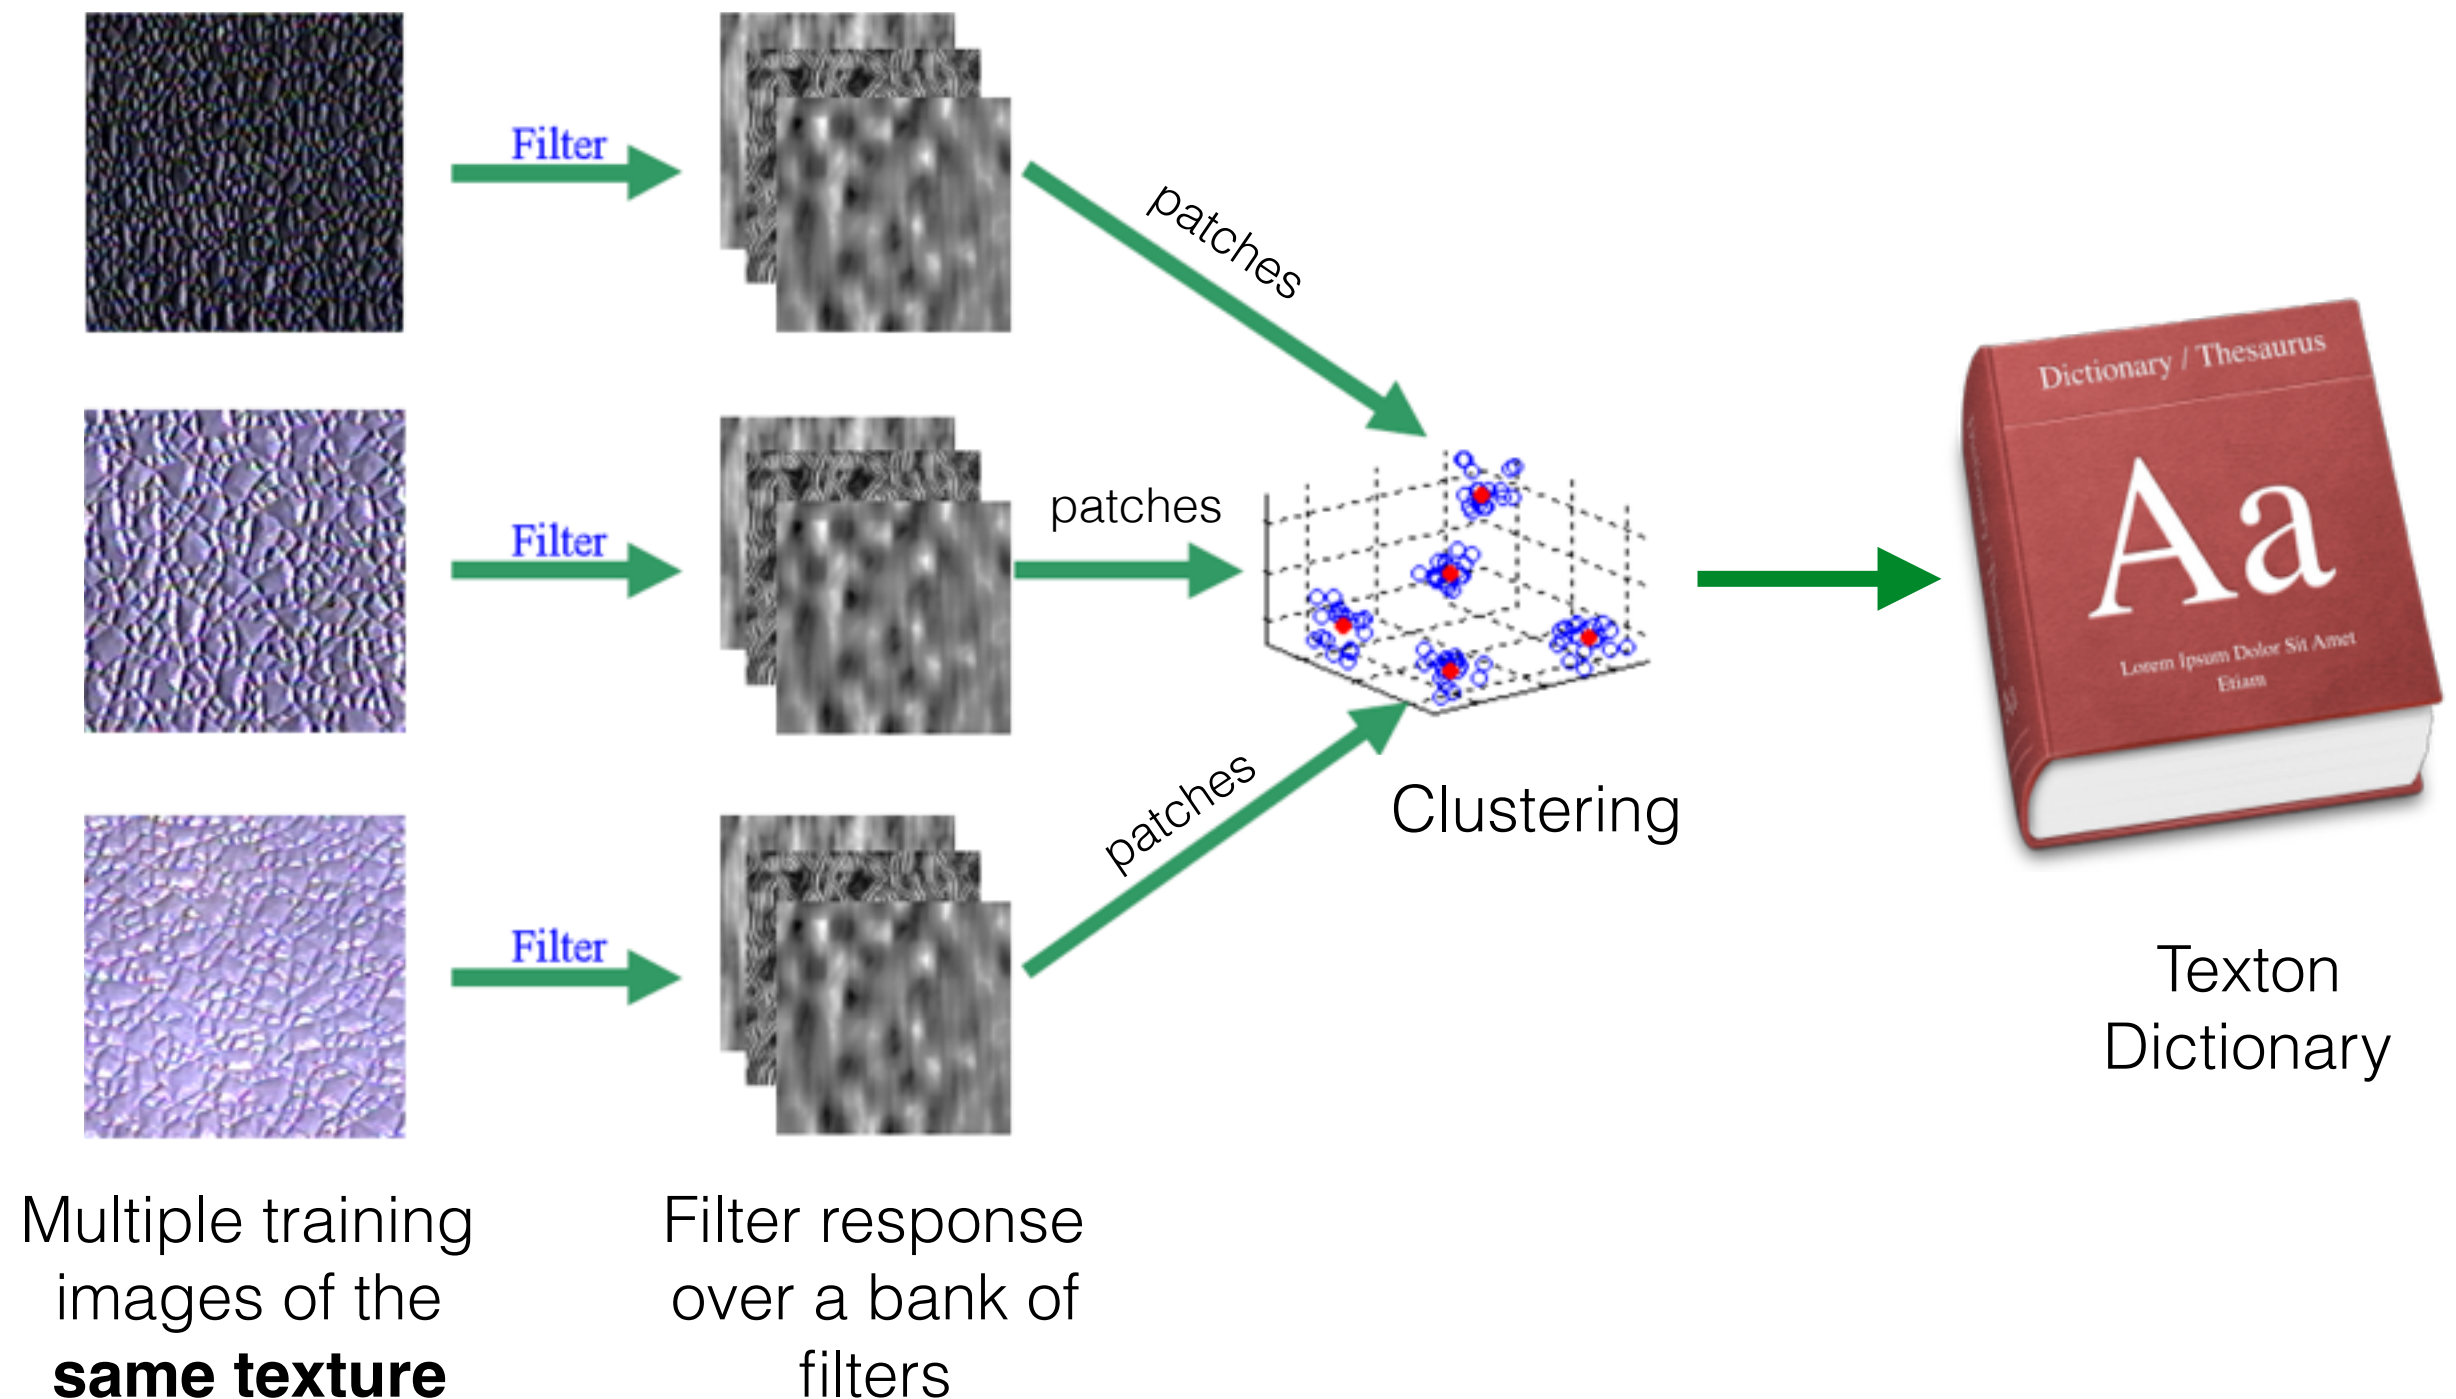 Filter
patches
Filter
patches
Filter
patches
Clustering
Dictionary / Thesaurus
Aa
Lorem Ipsum Dolor Sit Amet
Etiam
Texton
Dictionary
Multiple training
images of the
same texture
Filter response
over a bank of
filters